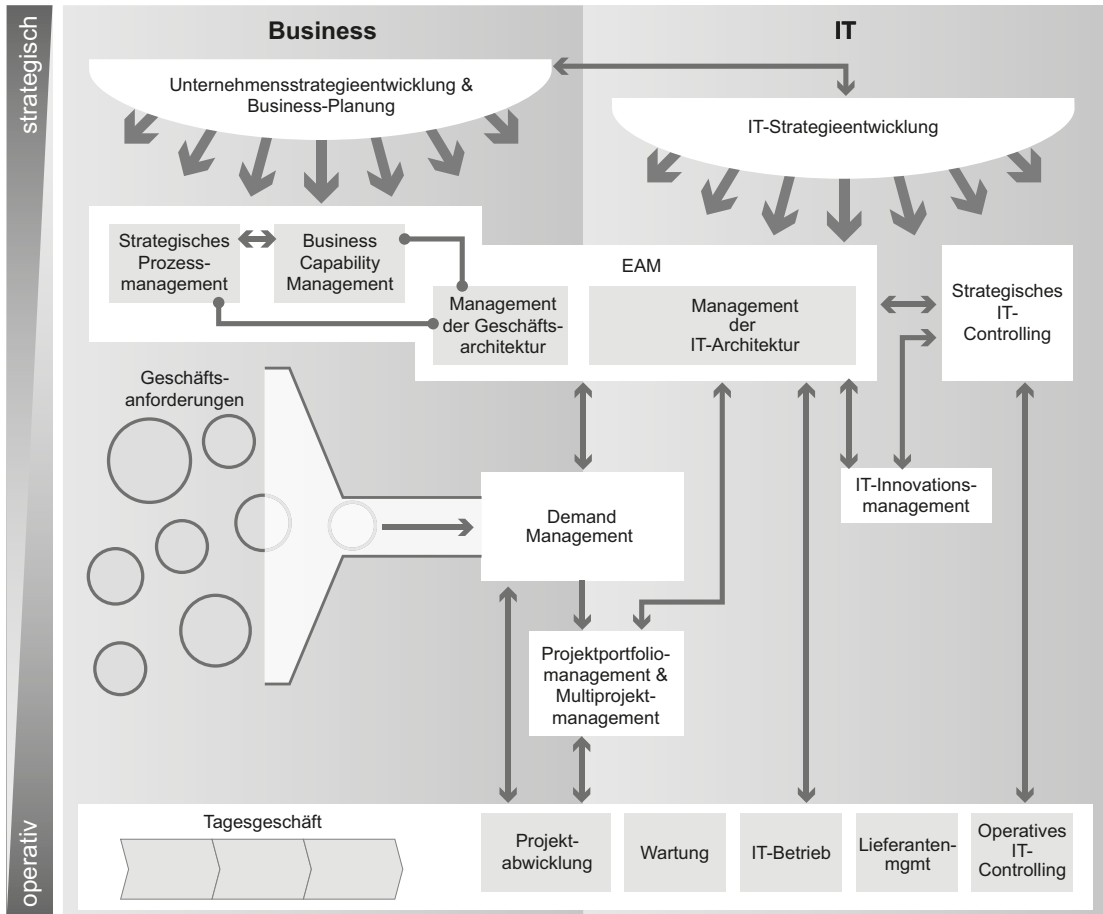 strategisch
Business
IT
Unternehmensstrategieentwicklung &
Business-Planung
IT-Strategieentwicklung
Strategisches
Prozess-
management
Business
Capability
Management
EAM
Management
der Geschäfts-
architektur
Management
der
IT-Architektur
Strategisches
IT-
Controlling
Geschäfts-
anforderungen
IT-Innovations-
management
Demand
Management
Projektportfolio-
management &
Multiprojekt-
management
operativ
Tagesgeschäft
Projekt-
abwicklung
Wartung
IT-Betrieb
Lieferanten-
mgmt
Operatives
IT-
Controlling